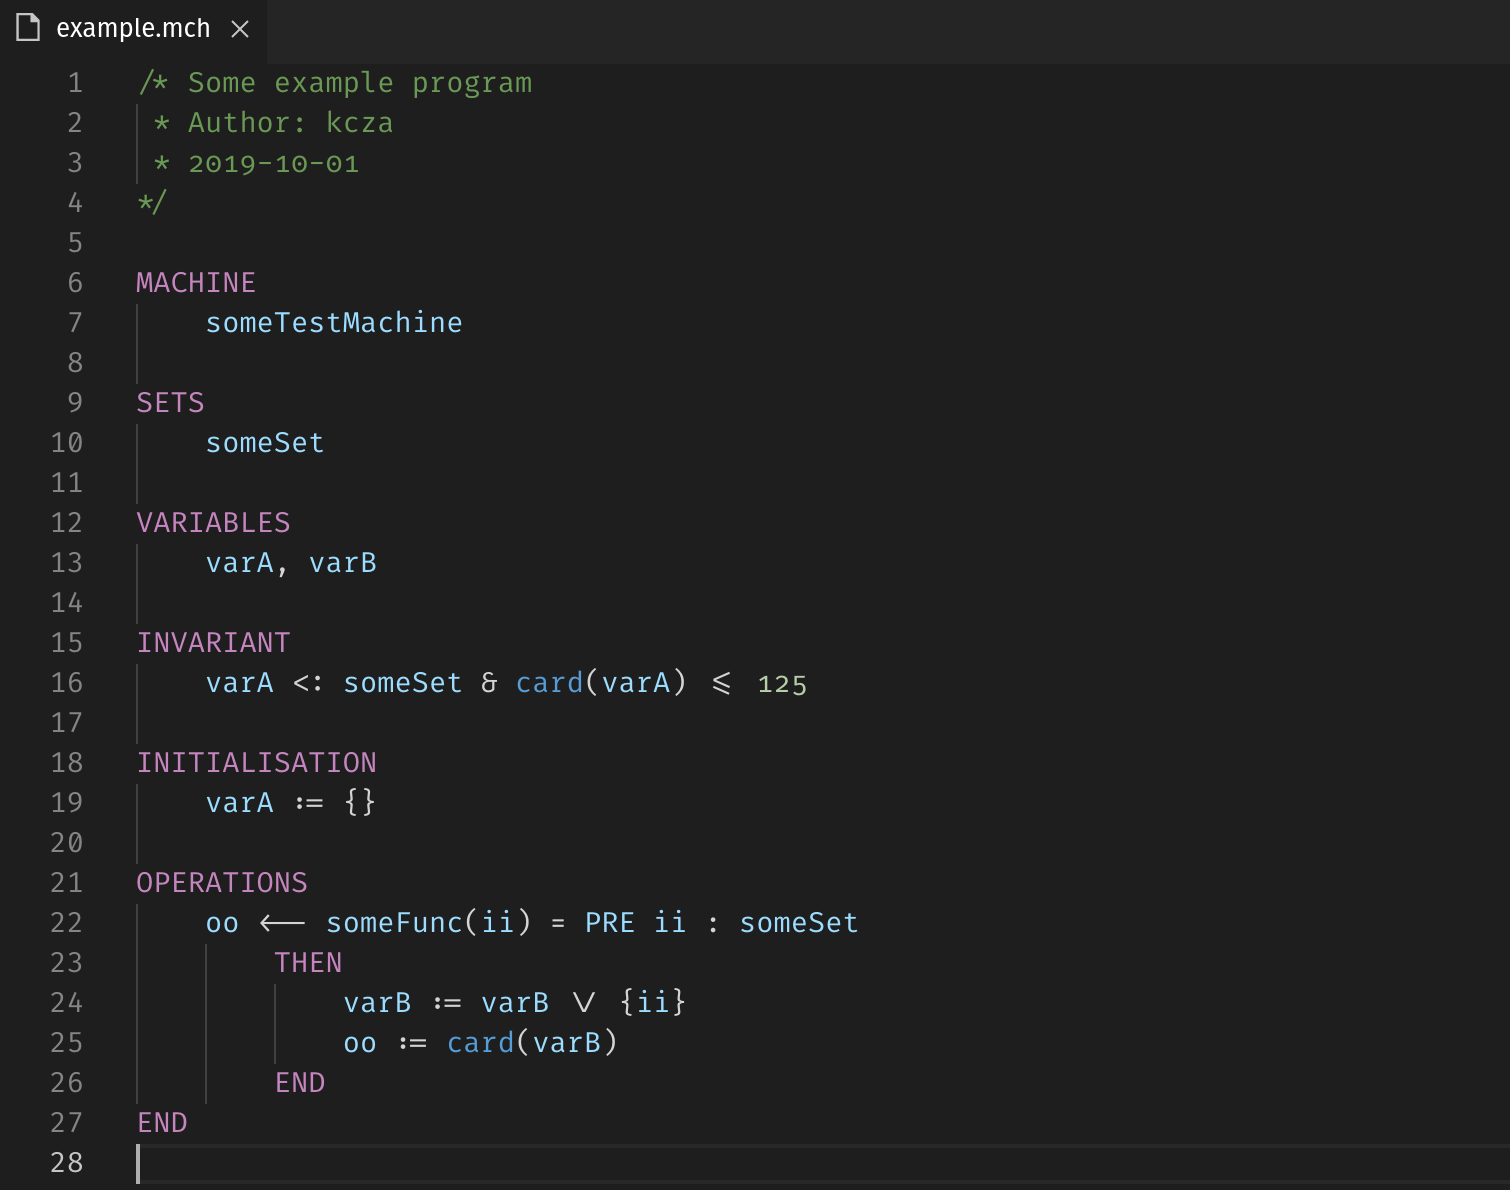 example.mch ×
1 /* Some example program
2  * Author: kcza
3  * 2019-10-01
4 */
5
6 MACHINE
7     someTestMachine
8
9 SETS
10     someSet
11
12 VARIABLES
13     varA, varB
14
15 INVARIANT
16     varA <: someSet & card(varA) ⩽ 125
17
18 INITIALISATION
19     varA := {}
20
21 OPERATIONS
22     oo <-- someFunc(ii) = PRE ii : someSet
23         THEN
24             varB := varB \/ {ii}
25             oo := card(varB)
26         END
27 END
28